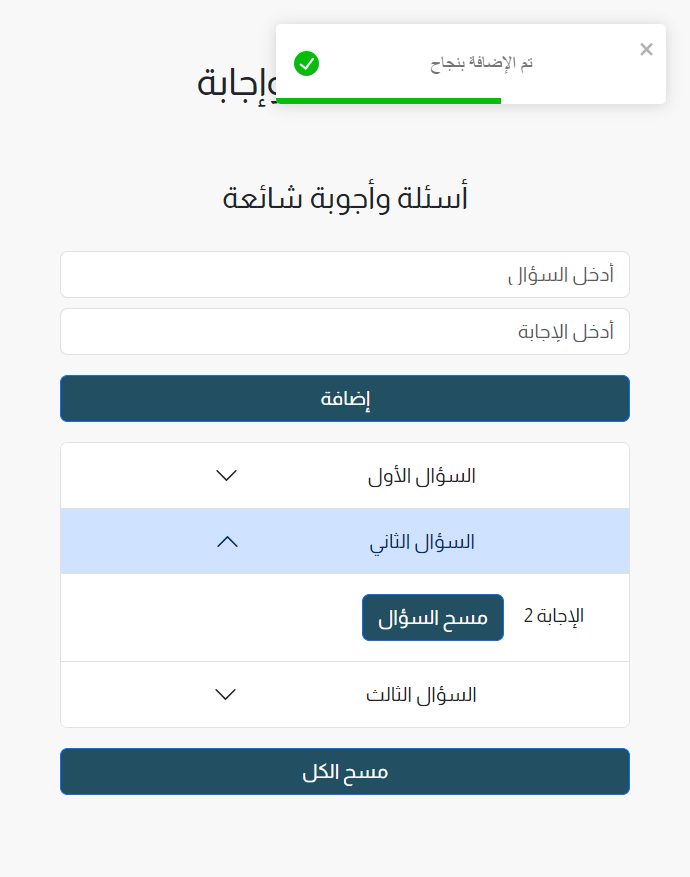 تم الإضافة بنجاح
وإجابة
أسئلة وأجوبة شائعة
أدخل السؤال
أدخل الإجابة
إضافة
السؤال الأول
السؤال الثاني
الإجابة 2 مسح السؤال
السؤال الثالث
مسح الكل